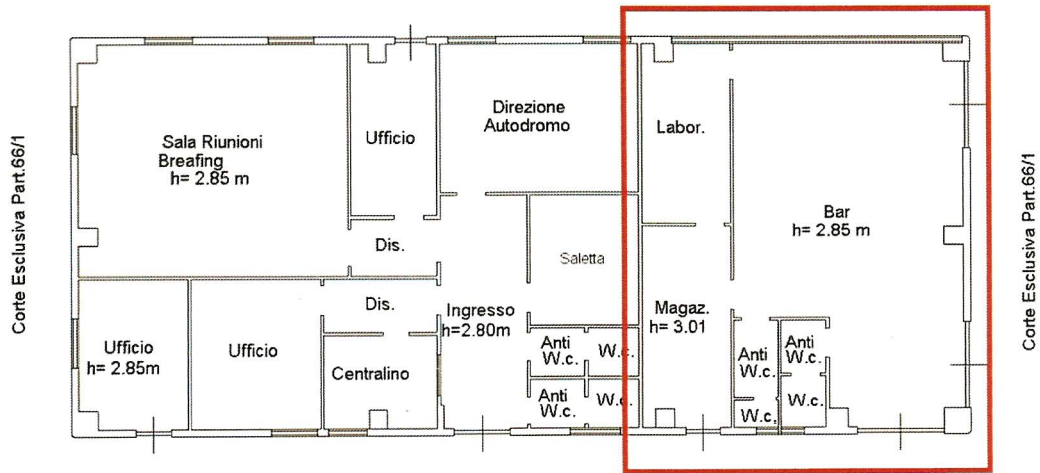 Corte Esclusiva Part.66/1
Sala Riunioni
Breafing
h= 2.85 m
Ufficio
Direzione
Autodromo
Labor.
Bar
h= 2.85 m
Dis.
Saletta
Dis.
Ingresso
h=2.80m
Magaz.
h= 3.01
Ufficio
h= 2.85m
Ufficio
Centralino
Anti
W.c.
W.c.
Anti
W.c.
W.c.
Anti
W.c.
W.c.
Anti
W.c.
W.c.
Corte Esclusiva Part.66/1